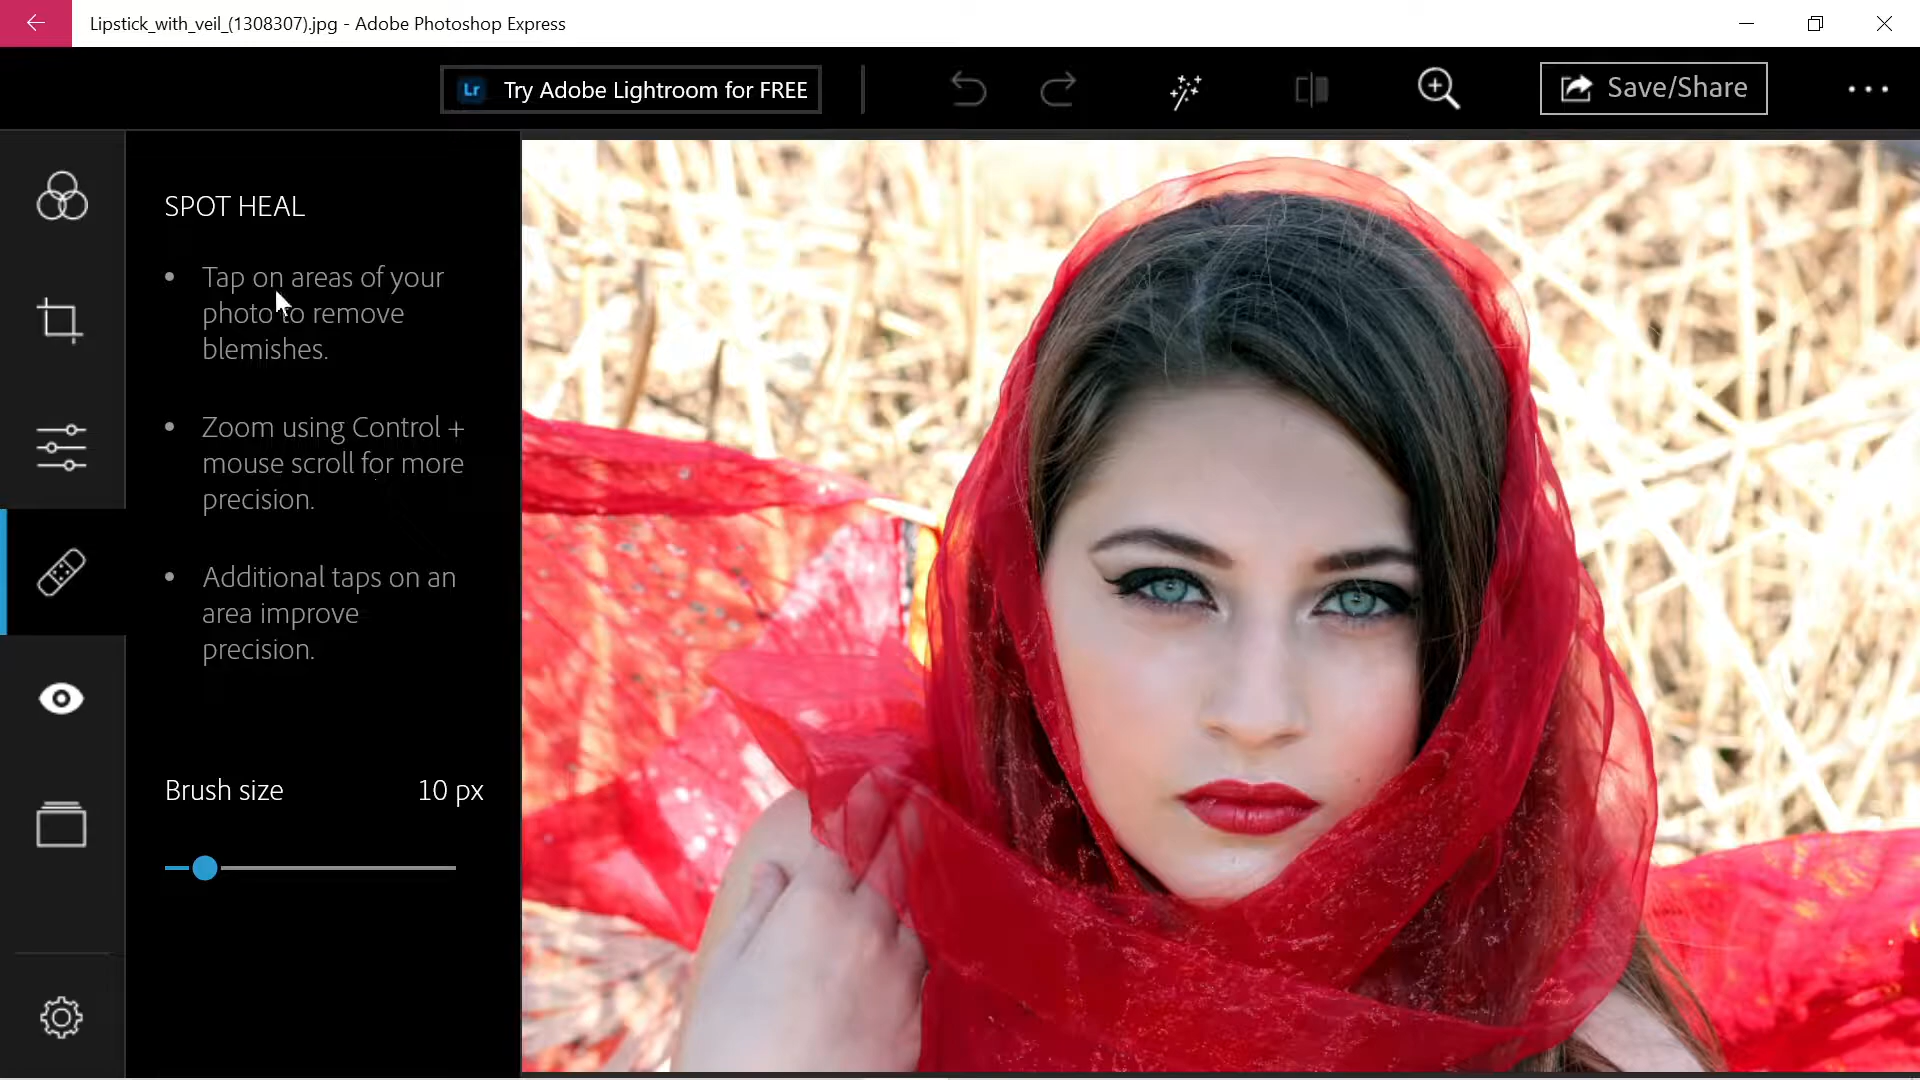 Lipstick_with_veil_(1308307).jpg - Adobe Photoshop Express
Lr Try Adobe Lightroom for FREE
Save/Share
SPOT HEAL
• Tap on areas of your
photo to remove
blemishes.
• Zoom using Control +
mouse scroll for more
precision.
• Additional taps on an
area improve
precision.
Brush size 10 px